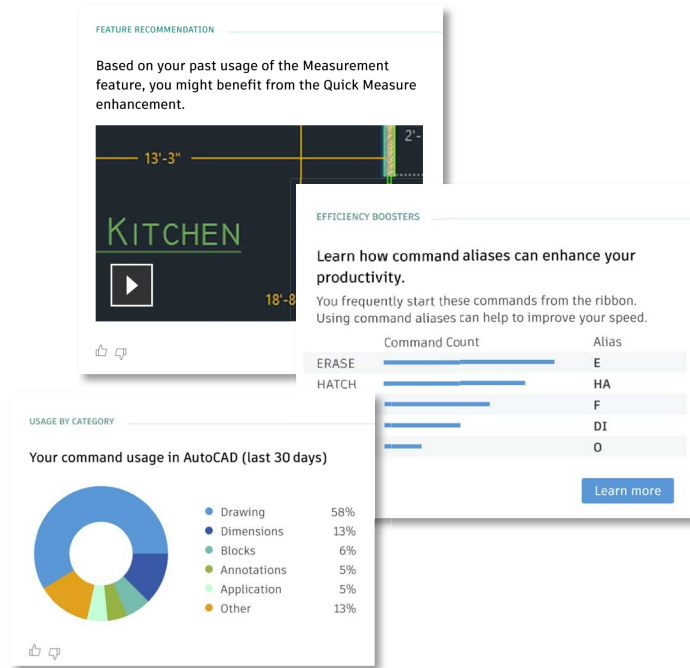 FEATURE RECOMMENDATION
Based on your past usage of the Measurement
feature, you might benefit from the Quick Measure
enhancement.
13'-3"
2'-
KITCHEN
18'-8
EFFICIENCY BOOSTERS
Learn how command aliases can enhance your
productivity.
You frequently start these commands from the ribbon.
Using command aliases can help to improve your speed.
Command Count Alias
ERASE E
HATCH HA
F
DI
O
Learn more
USAGE BY CATEGORY
Your command usage in AutoCAD (last 30 days)
Drawing 58%
Dimensions 13%
Blocks 6%
Annotations 5%
Application 5%
Other 13%